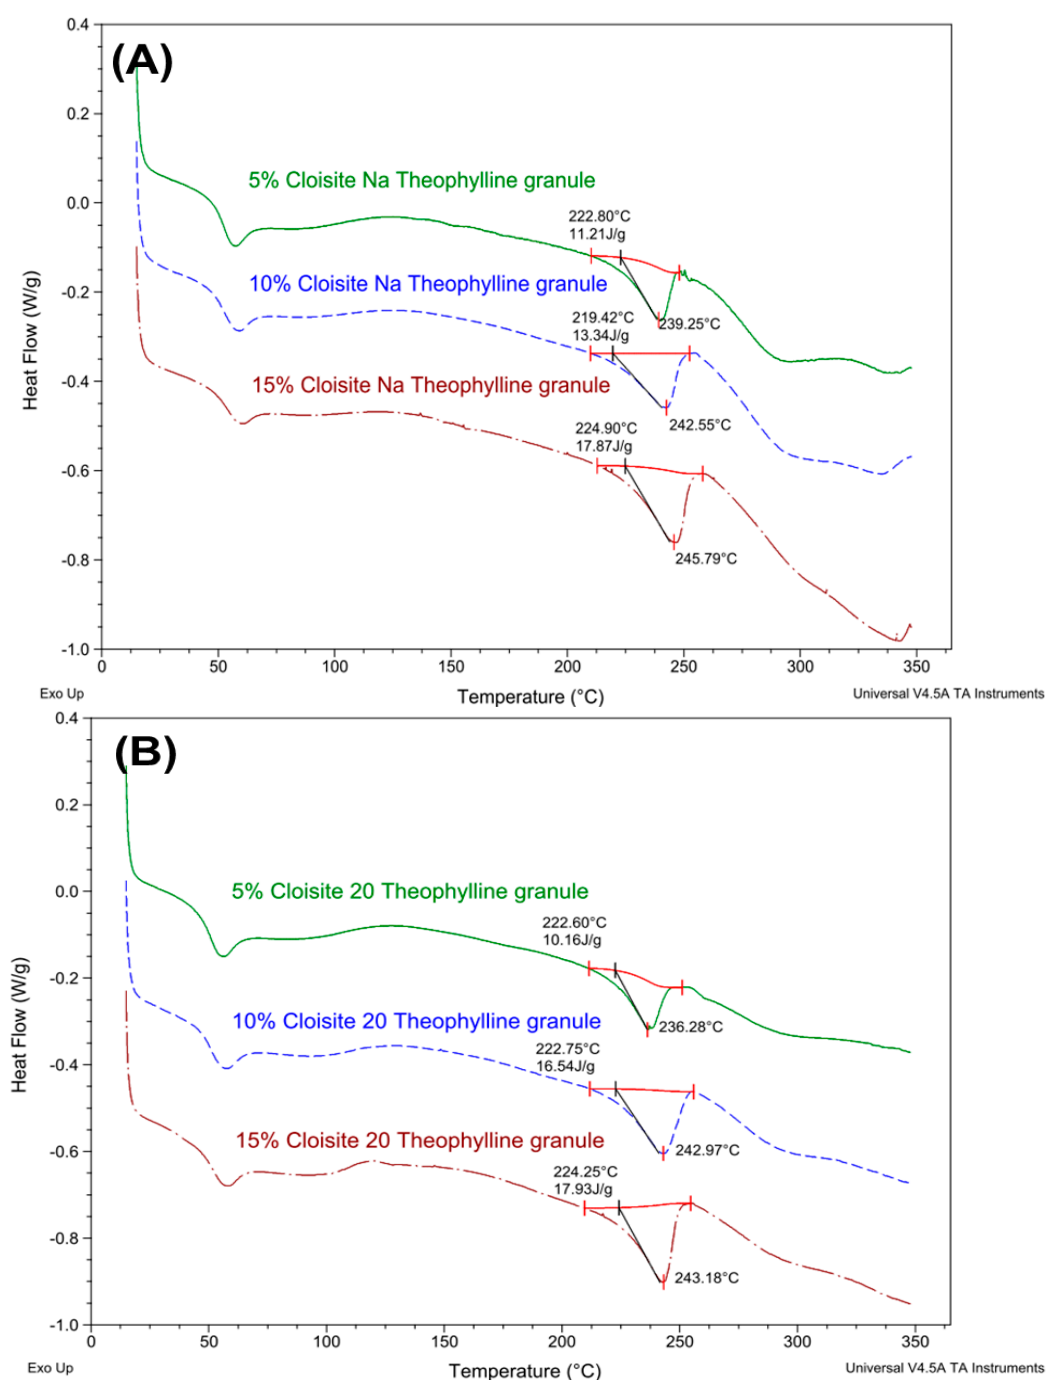 (A)
0.4
0.2
0.0
-0.2
-0.4
-0.6
-0.8
-1.0
Heat Flow (W/g)
5% Cloisite Na Theophylline granule
222.80°C
11.21J/g
239.25°C
10% Cloisite Na Theophylline granule
219.42°C
13.34J/g
242.55°C
15% Cloisite Na Theophylline granule
224.90°C
17.87J/g
245.79°C
0 50 100 150 200 250 300 350
Exo Up
Temperature (°C)
Universal V4.5A TA Instruments
(B)
0.4
0.2
0.0
-0.2
-0.4
-0.6
-0.8
-1.0
Heat Flow (W/g)
5% Cloisite 20 Theophylline granule
222.60°C
10.16J/g
236.28°C
10% Cloisite 20 Theophylline granule
222.75°C
16.54J/g
242.97°C
15% Cloisite 20 Theophylline granule
224.25°C
17.93J/g
243.18°C
0 50 100 150 200 250 300 350
Exo Up
Temperature (°C)
Universal V4.5A TA Instruments